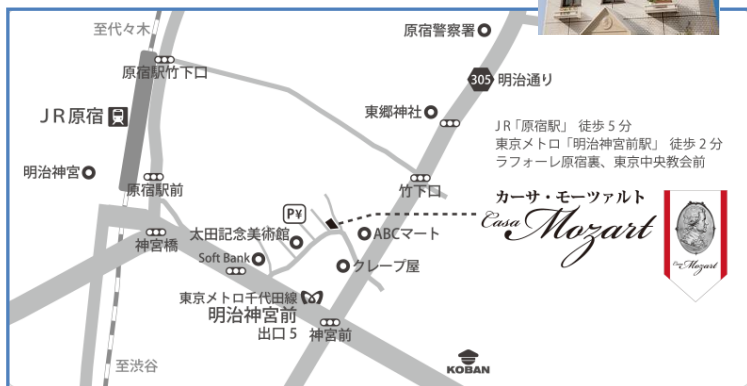 至代々木
原宿警察署
原宿駅竹下口
305 明治通り
JR原宿
東郷神社
JR「原宿駅」 徒歩5分
東京メトロ「明治神宮前駅」 徒歩2分
ラフォーレ原宿裏、東京中央教会前
明治神宮
原宿駅前
竹下口
カーサ・モーツァルト
Casa Mozart
P¥
太田記念美術館
ABCマート
神宮橋
Soft Bank
クレープ屋
Casa Mozart
東京メトロ千代田線
明治神宮前
出口5
神宮前
至渋谷
KOBAN